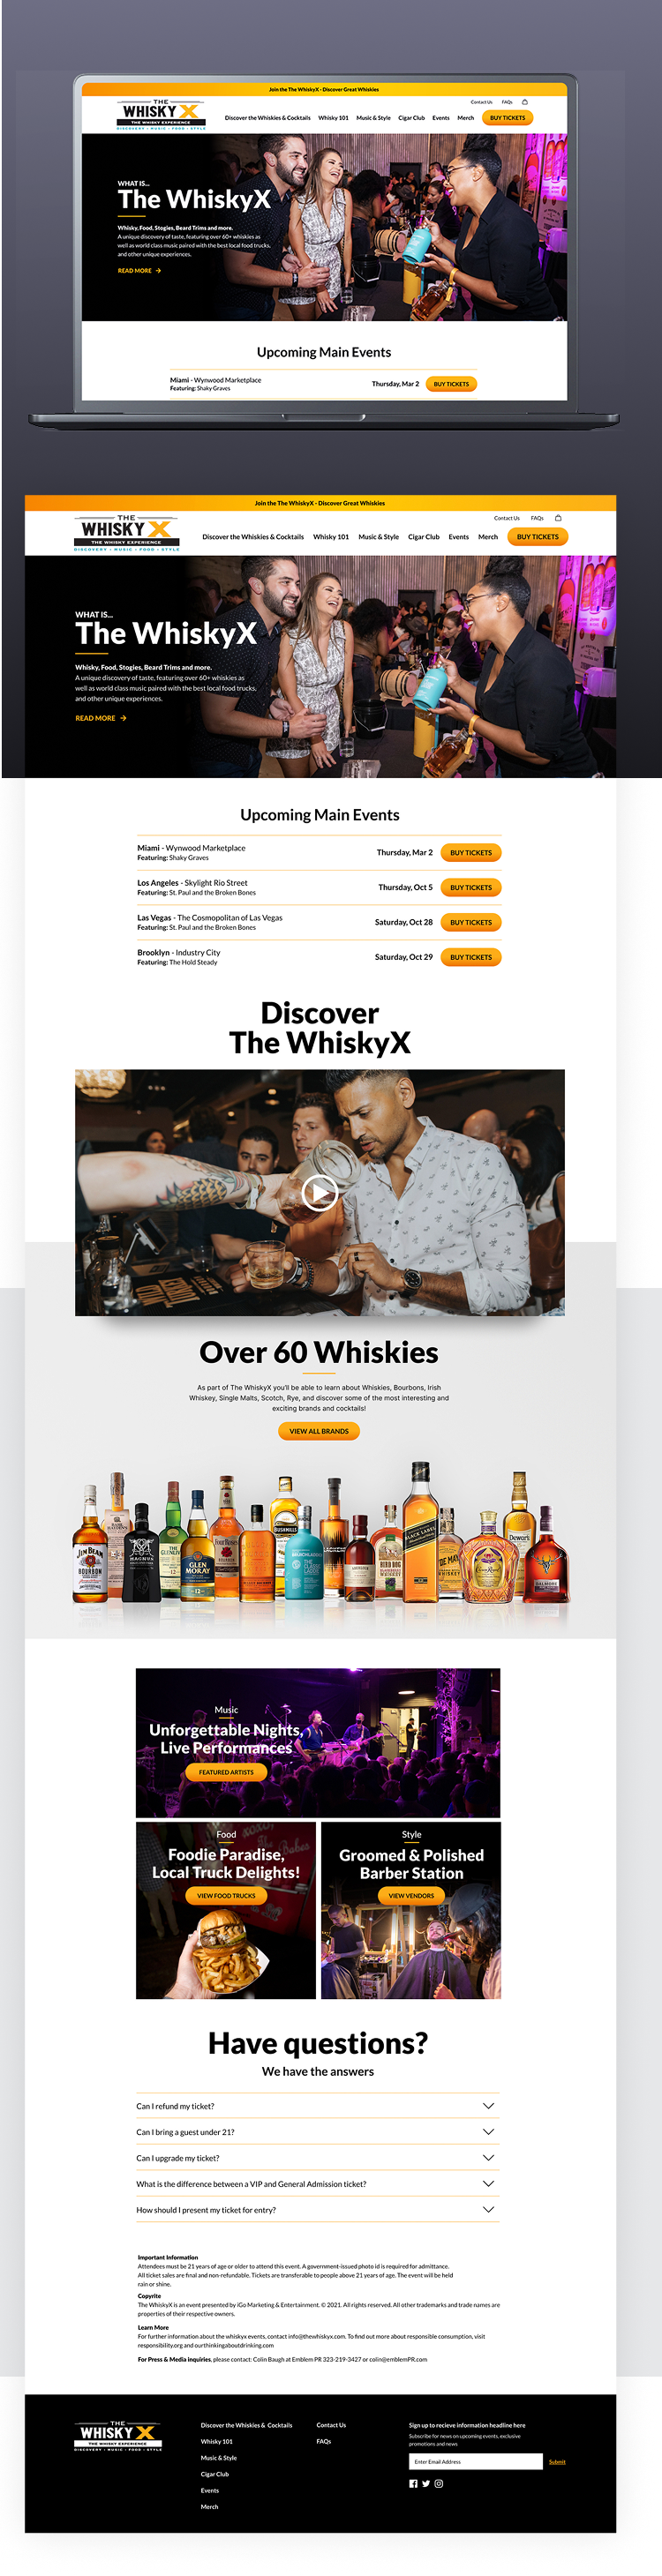 Join the The WhiskyX - Discover Great Whiskies
Contact Us FAQs
THE
WHISKY X
THE WHISKY EXPERIENCE
DISCOVERY • MUSIC • FOOD • STYLE
Discover the Whiskies & Cocktails Whisky 101 Music & Style Cigar Club Events Merch BUY TICKETS
WHAT IS...
The WhiskyX
Whisky, Food, Stogies, Beard Trims and more.
A unique discovery of taste, featuring over 60+ whiskies as
well as world class music paired with the best local food trucks,
and other unique experiences.
READ MORE
Upcoming Main Events
Miami - Wynwood Marketplace
Featuring: Shaky Graves
Thursday, Mar 2 BUY TICKETS
Join the The WhiskyX - Discover Great Whiskies
Contact Us FAQs
THE
WHISKY X
THE WHISKY EXPERIENCE
DISCOVERY • MUSIC • FOOD • STYLE
Discover the Whiskies & Cocktails Whisky 101 Music & Style Cigar Club Events Merch BUY TICKETS
WHAT IS...
The WhiskyX
Whisky, Food, Stogies, Beard Trims and more.
A unique discovery of taste, featuring over 60+ whiskies as
well as world class music paired with the best local food trucks,
and other unique experiences.
READ MORE
Upcoming Main Events
Miami - Wynwood Marketplace
Featuring: Shaky Graves
Thursday, Mar 2 BUY TICKETS
Los Angeles - Skylight Rio Street
Featuring: St. Paul and the Broken Bones
Thursday, Oct 5 BUY TICKETS
Las Vegas - The Cosmopolitan of Las Vegas
Featuring: St. Paul and the Broken Bones
Saturday, Oct 28 BUY TICKETS
Brooklyn - Industry City
Featuring: The Hold Steady
Saturday, Oct 29 BUY TICKETS
Discover
The WhiskyX
Over 60 Whiskies
As part of The WhiskyX you'll be able to learn about Whiskies, Bourbons, Irish
Whiskey, Single Malts, Scotch, Rye, and discover some of the most interesting and
exciting brands and cocktails!
VIEW ALL BRANDS
JIM BEAM
BOURBON
MAGNUS
GLEN
MORAY
12
Four Roses
BUSHMILLS
BIRD DOG
BLACK LABEL
Crown Royal
Dewar's
DALMORE
Music
Unforgettable Nights,
Live Performances
FEATURED ARTISTS
Food
Foodie Paradise,
Local Truck Delights!
VIEW FOOD TRUCKS
Style
Groomed & Polished
Barber Station
VIEW VENDORS
Have questions?
We have the answers
Can I refund my ticket?
Can I bring a guest under 21?
Can I upgrade my ticket?
What is the difference between a VIP and General Admission ticket?
How should I present my ticket for entry?
Important Information
Attendees must be 21 years of age or older to attend this event. A government-issued photo id is required for admittance.
All ticket sales are final and non-refundable. Tickets are transferable to people above 21 years of age. The event will be held
rain or shine.
Copyrite
The WhiskyX is an event presented by iGo Marketing & Entertainment. © 2021. All rights reserved. All other trademarks and trade names are
properties of their respective owners.
Learn More
For further information about the whiskyx events, contact info@thewhiskyx.com. To find out more about responsible consumption, visit
responsibility.org and ourthinkingaboutdrinking.com
For Press & Media inquiries, please contact: Colin Baugh at Emblem PR 323-219-3427 or colin@emblemPR.com
THE
WHISKY X
THE WHISKY EXPERIENCE
DISCOVERY • MUSIC • FOOD • STYLE
Discover the Whiskies & Cocktails
Whisky 101
Music & Style
Cigar Club
Events
Merch
Contact Us
FAQs
Sign up to recieve information headline here
Subscribe for news on upcoming events, exclusive
promotions and news
Enter Email Address Submit